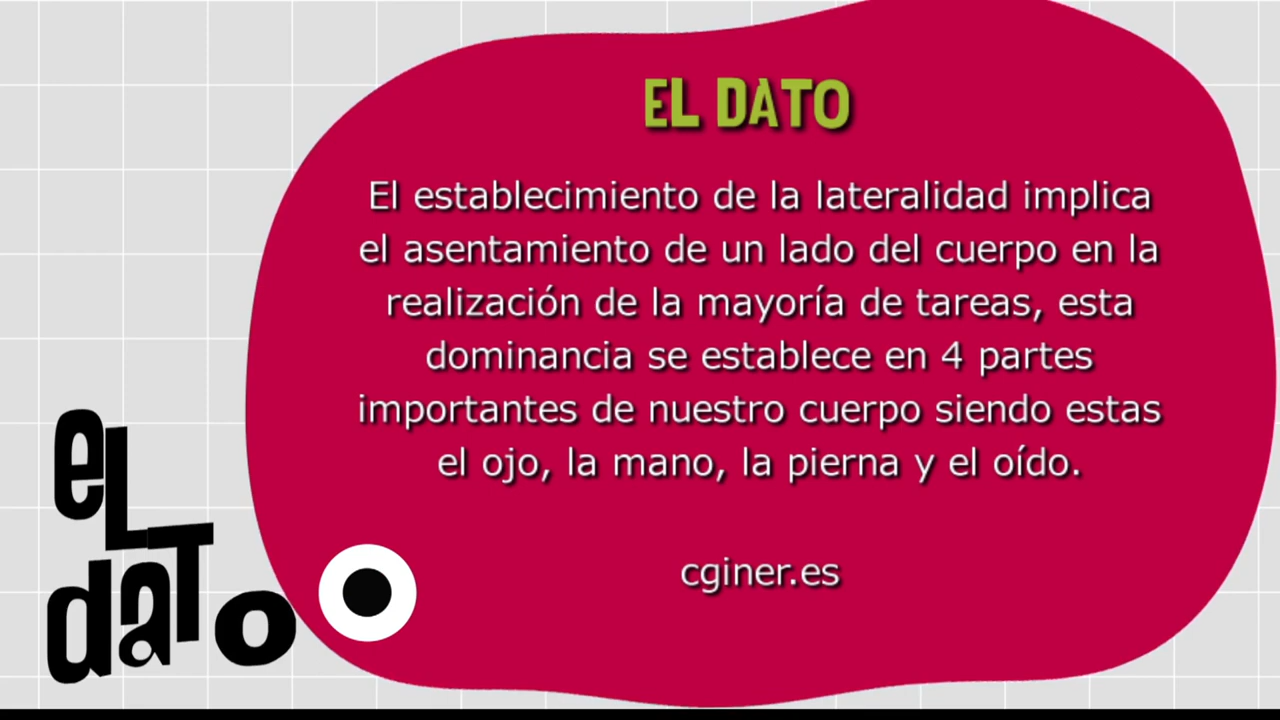 EL DATO
El establecimiento de la lateralidad implica
el asentamiento de un lado del cuerpo en la
realización de la mayoría de tareas, esta
dominancia se establece en 4 partes
importantes de nuestro cuerpo siendo estas
el ojo, la mano, la pierna y el oído.
cginer.es
eL
daTo